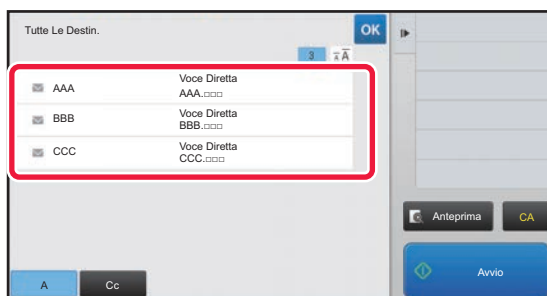 Tutte Le Destin.
OK
3
AAA
Voce Diretta
AAA.□□□
BBB
Voce Diretta
BBB.□□□
CCC
Voce Diretta
CCC.□□□
Anteprima
CA
A
Cc
Avvio